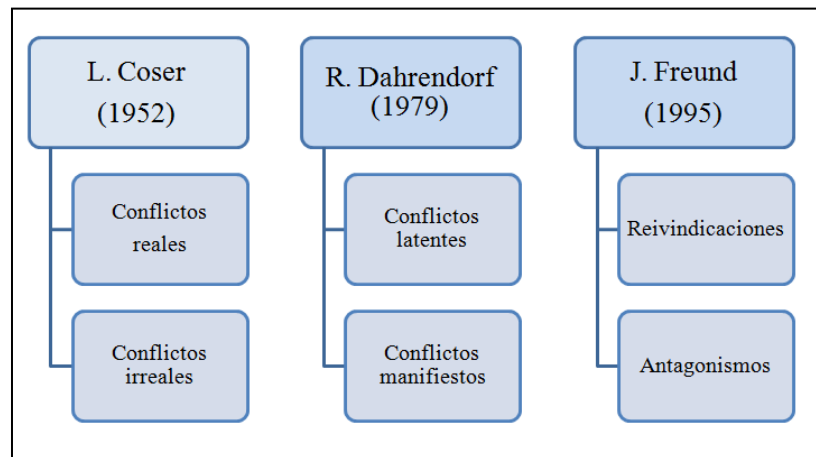 L. Coser
(1952)
Conflictos
reales
Conflictos
irreales
R. Dahrendorf
(1979)
Conflictos
latentes
Conflictos
manifiestos
J. Freund
(1995)
Reivindicaciones
Antagonismos